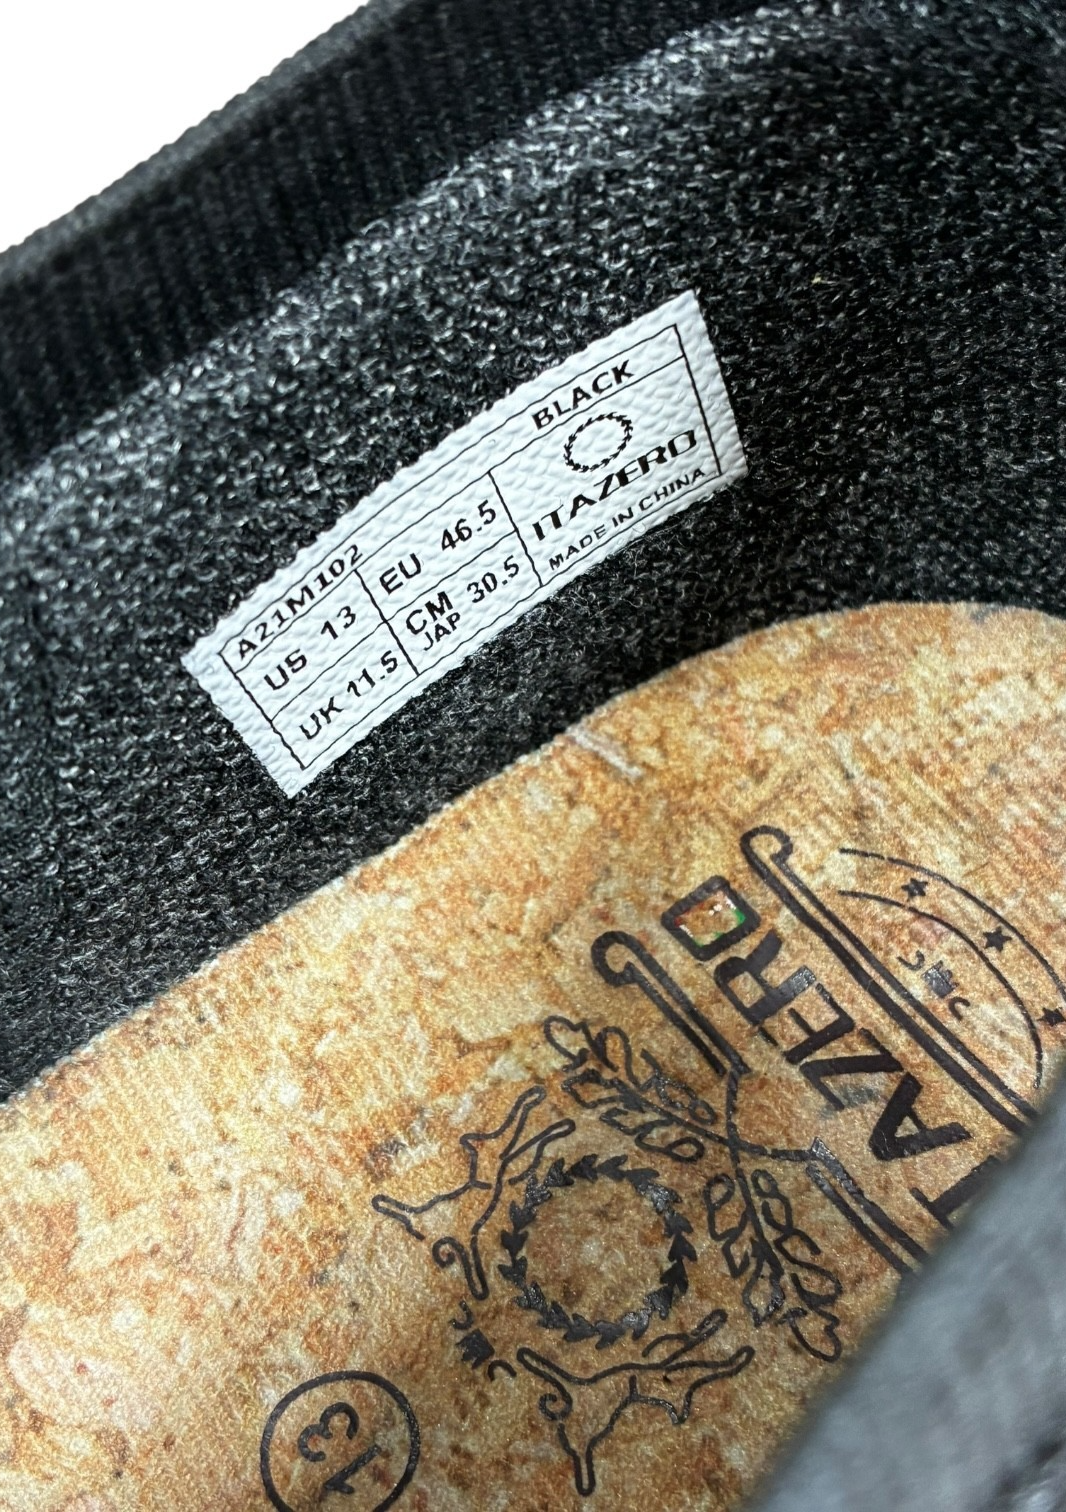 A21M102 BLACK
US 13 EU 46.5
UK 11.5 CM 30.5
JAP
ITAZERO
MADE IN CHINA
ITAZERO
13